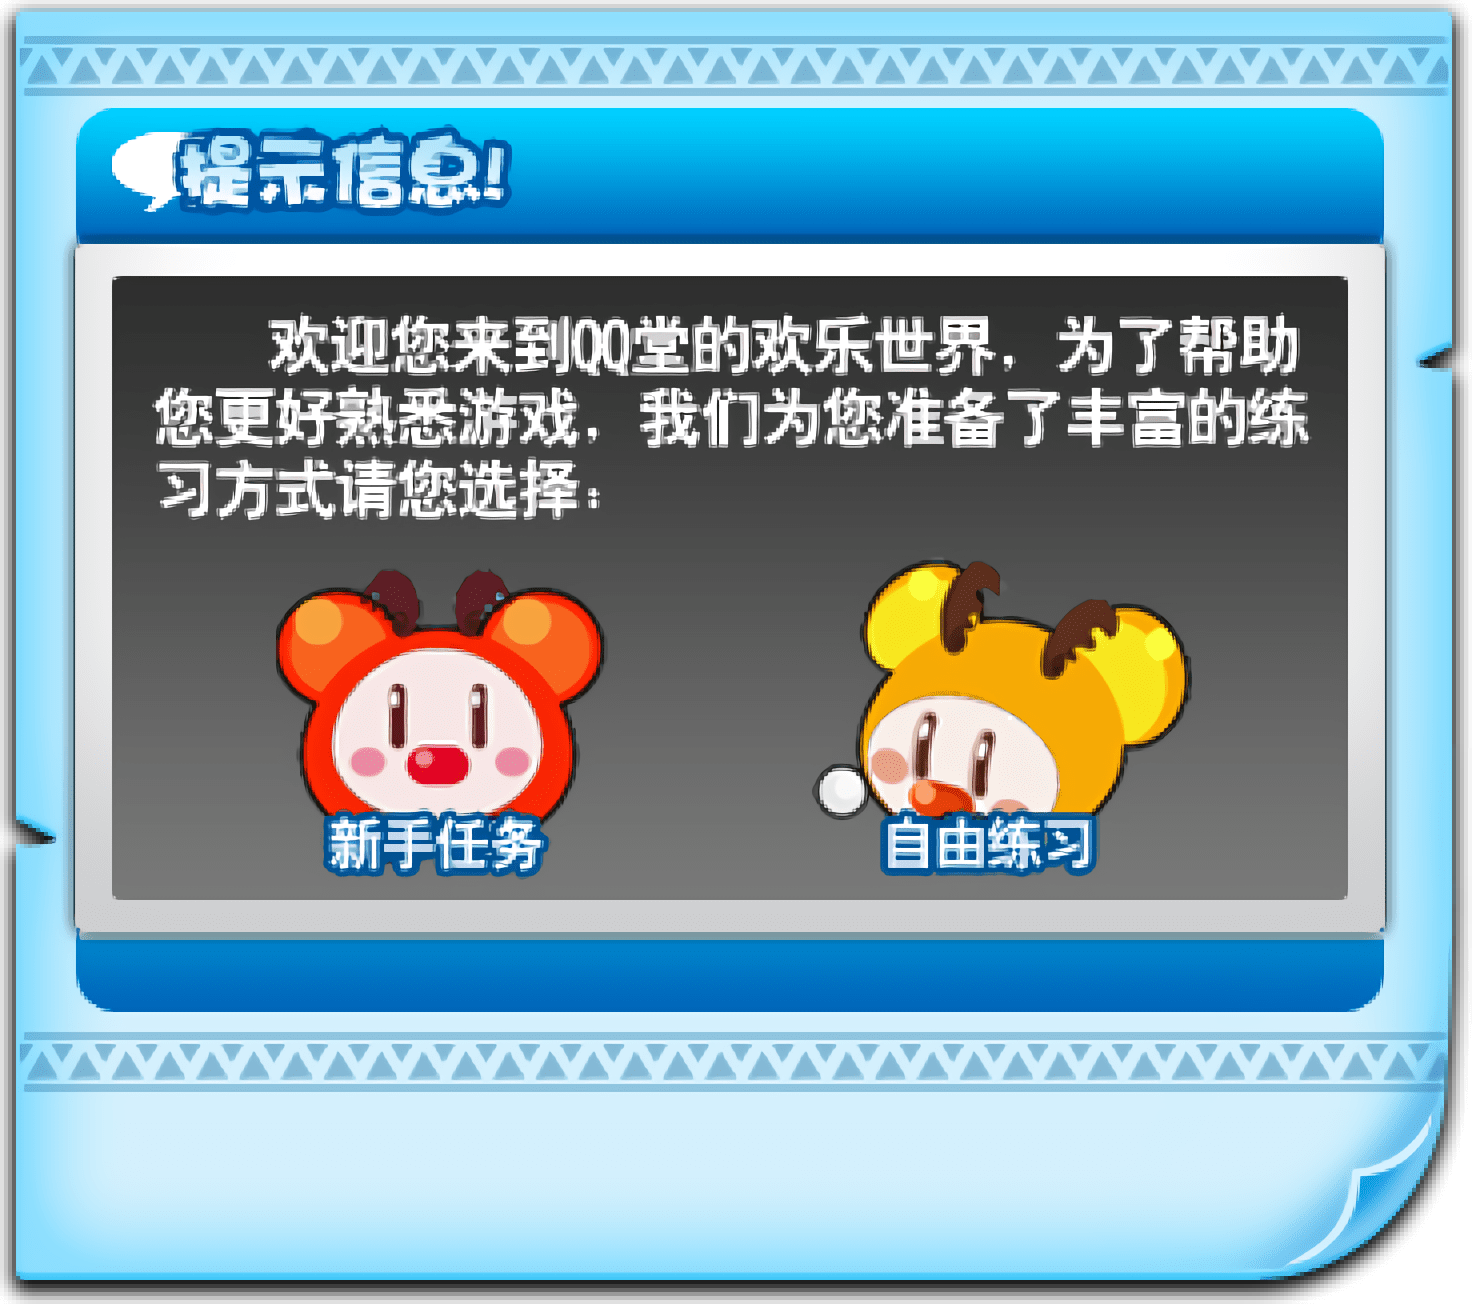 提示信息!
欢迎您来到QQ堂的欢乐世界，为了帮助
您更好熟悉游戏，我们为您准备了丰富的练
习方式请您选择：
新手任务
自由练习